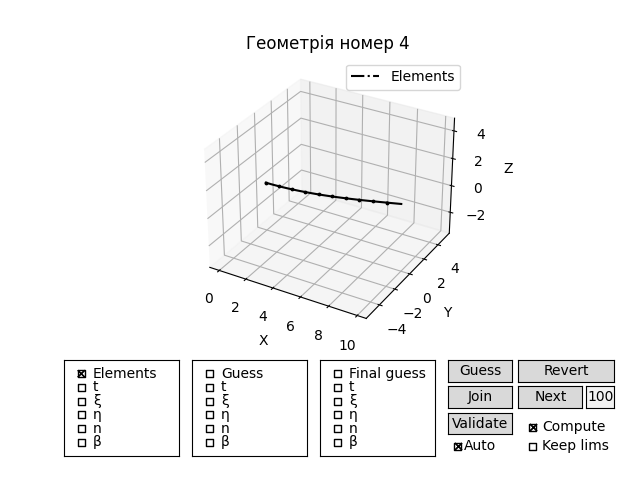 Геометрія номер 4
Elements
4
2
0
−2
Z
0
2
4
6
8
10
X
−4
−2
0
2
4
Y
Elements
t
ξ
η
n
β
Guess
t
ξ
η
n
β
Final guess
t
ξ
η
n
β
Guess Revert
Join Next 100
Validate Compute
Auto Keep lims